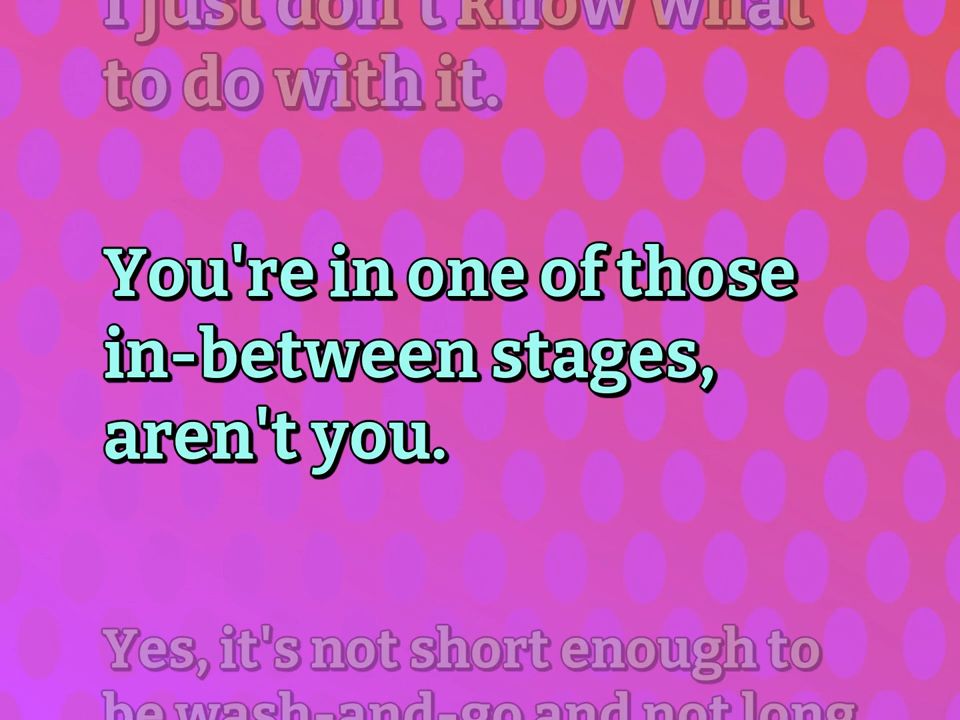 I just don't know what
to do with it.
You're in one of those
in-between stages,
aren't you.
Yes, it's not short enough to
be wash-and-go and not long